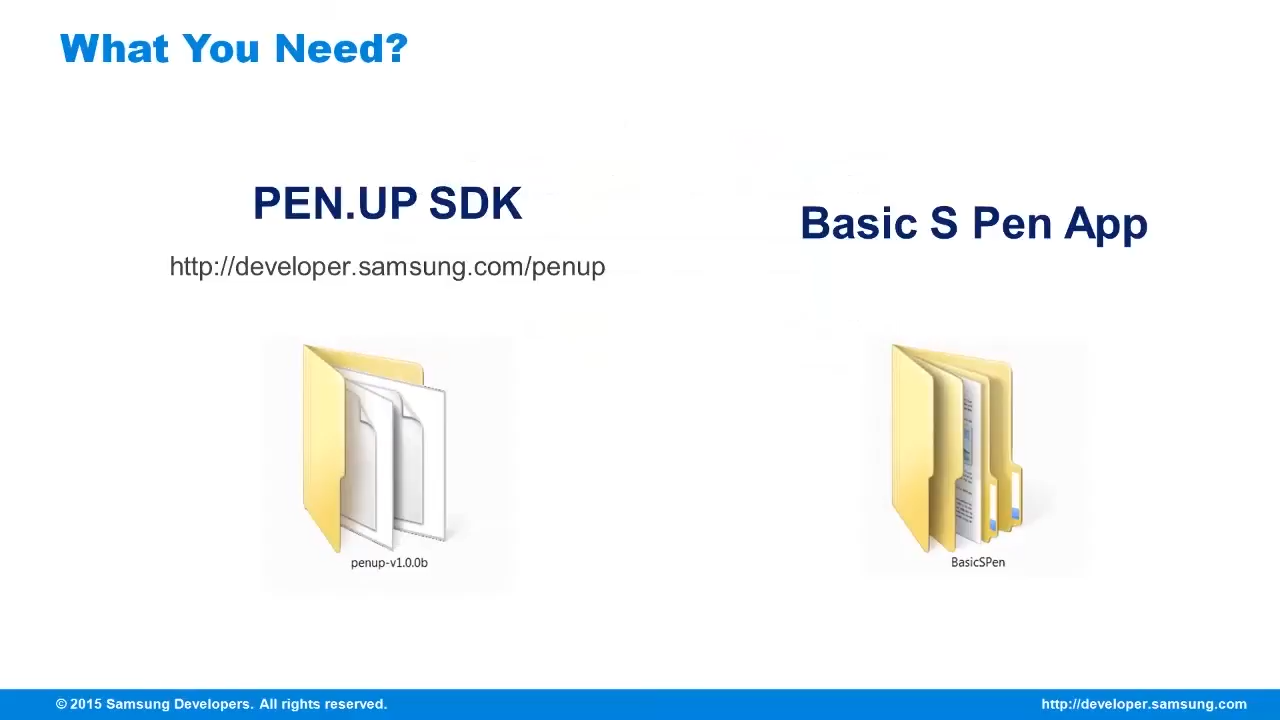 What You Need?
PEN.UP SDK
http://developer.samsung.com/penup
Basic S Pen App
penup-v1.0.0b
BasicSPen
© 2015 Samsung Developers. All rights reserved.
http://developer.samsung.com